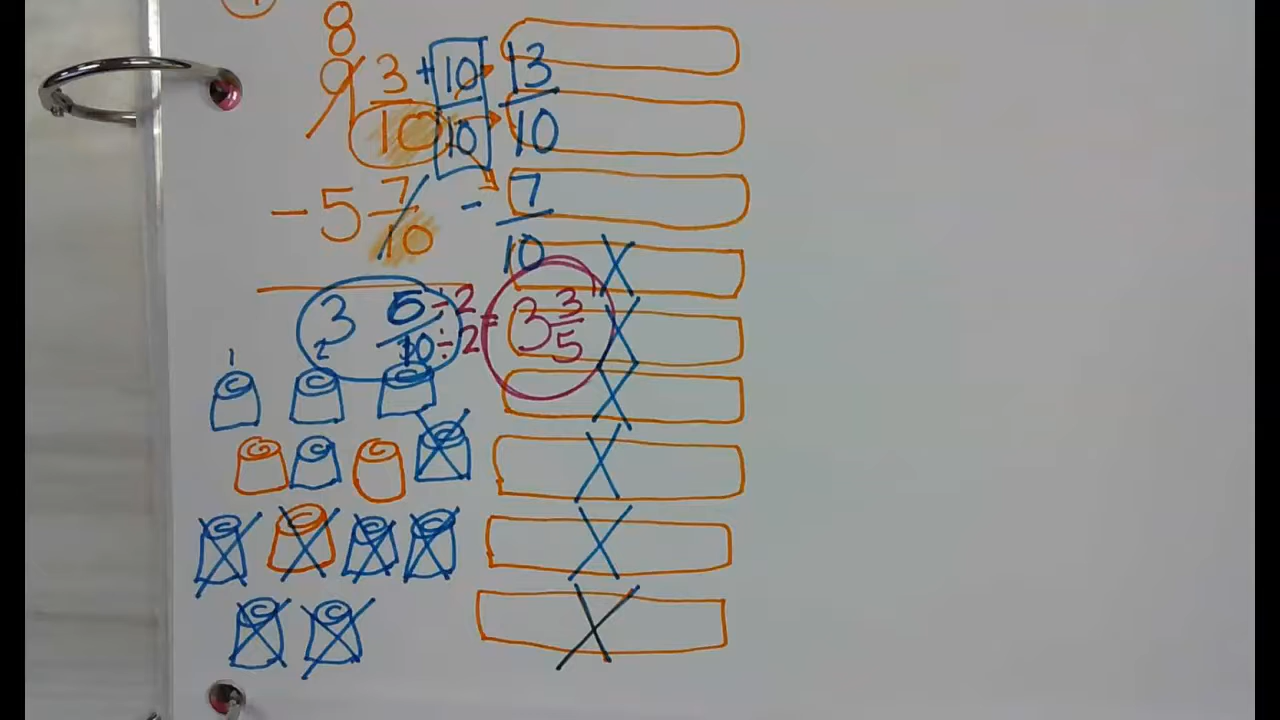 8
9 3/10 + 10/10 = 13/10
- 5 7/10 - 7/10
3 6/10 ÷2/÷2 = 3 3/5
1